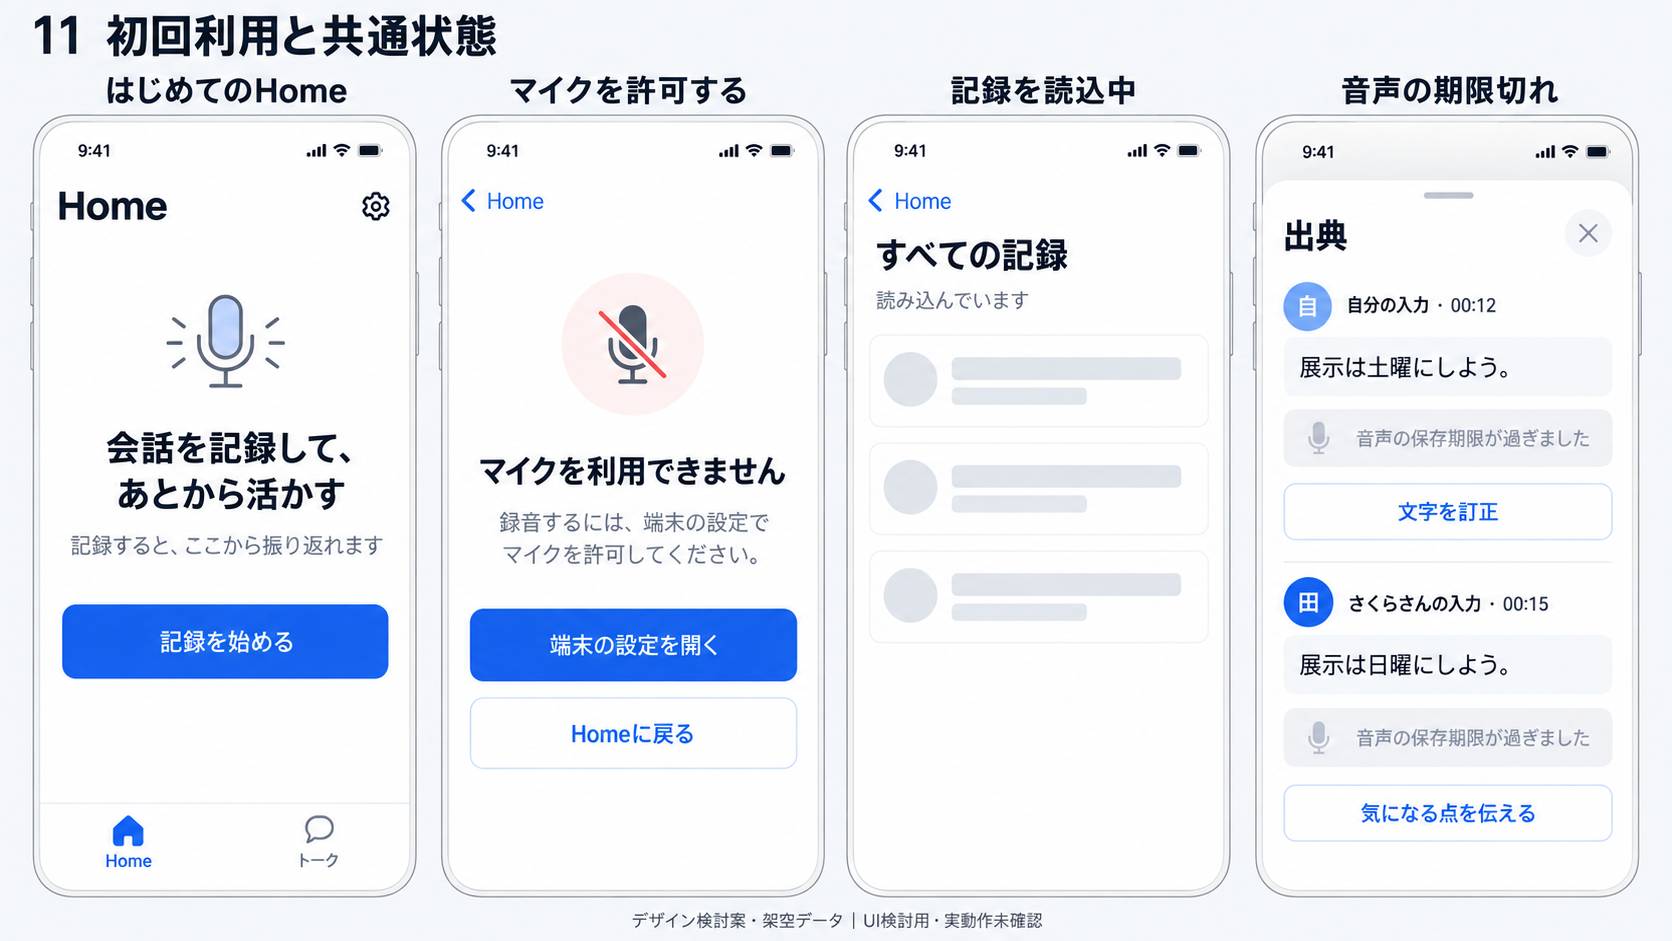 11 初回利用と共通状態
はじめてのHome
9:41
Home
会話を記録して、
あとから活かす
記録すると、ここから振り返れます
記録を始める
Home
トーク
マイクを許可する
9:41
Home
マイクを利用できません
録音するには、端末の設定で
マイクを許可してください。
端末の設定を開く
Homeに戻る
記録を読込中
9:41
Home
すべての記録
読み込んでいます
音声の期限切れ
9:41
出典
自
自分の入力・00:12
展示は土曜にしよう。
音声の保存期限が過ぎました
文字を訂正
田
さくらさんの入力・00:15
展示は日曜にしよう。
音声の保存期限が過ぎました
気になる点を伝える
デザイン検討案・架空データ｜UI検討用・実動作未確認